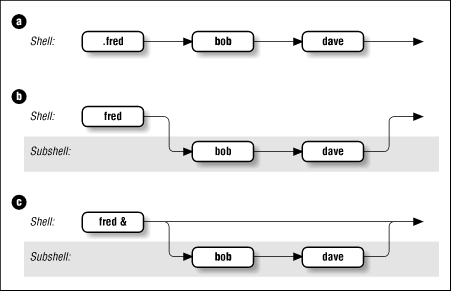 a
Shell: .fred bob dave
b
Shell: fred
Subshell: bob dave
c
Shell: fred &
Subshell: bob dave